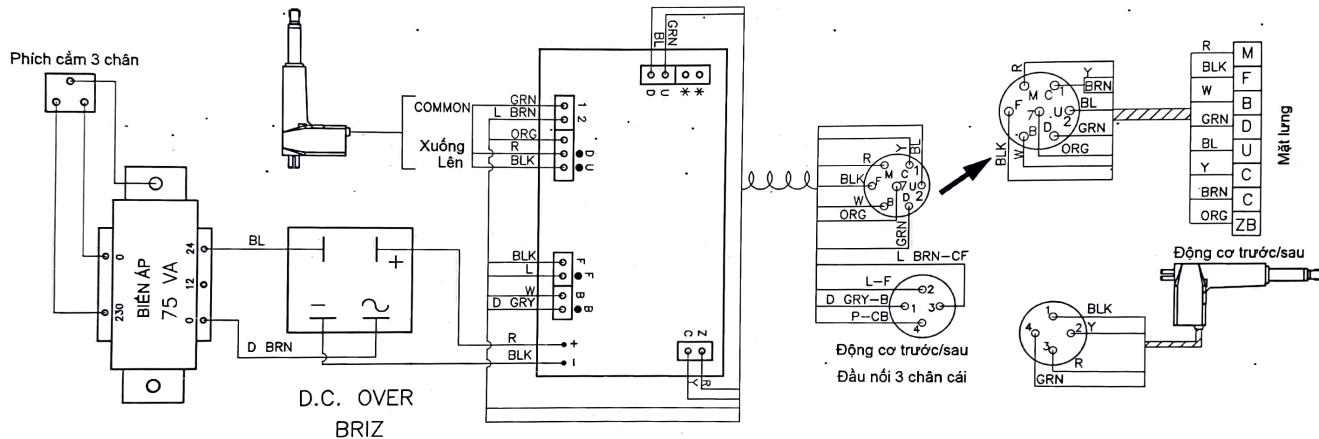 Phích cắm 3 chân
0
230
BIẾN ÁP
75 VA
24
12
0
BL
D BRN
+
D.C. OVER
BRIZ
COMMON
Xuống
Lên
GRN
L BRN
ORG
R
BLK
1
2
D
U
BLK
L
W
D GRY
F
F
B
B
R
BLK
+
-
BL
GRN
D
U
*
*
C
Z
Y
R
R
BLK
W
ORG
Y
BL
GRN
M
C
1
F
7
U
B
D
2
L BRN-CF
L-F
D GRY-B
P-CB
2
1
3
4
Động cơ trước/sau
Đầu nối 3 chân cái
R
Y
BRN
BL
GRN
ORG
BLK
W
M
C
1
F
7
U
2
B
D
R
BLK
W
GRN
BL
Y
BRN
ORG
M
F
B
D
U
C
C
ZB
Mặt lưng
Động cơ trước/sau
1
4
2
3
BLK
Y
R
GRN